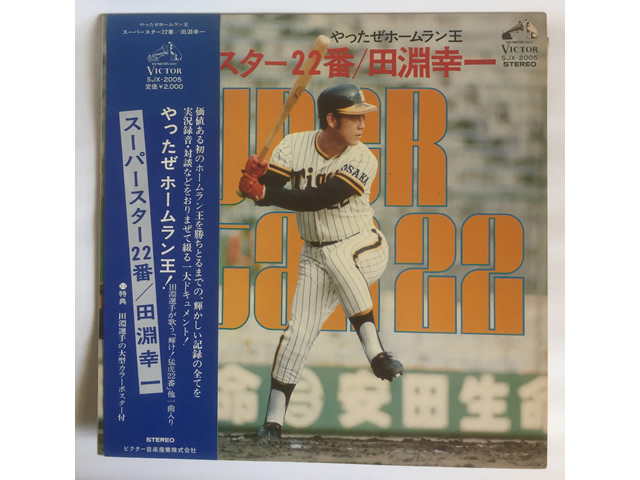 やったぜホームラン王
スーパースター22番/田淵幸一
VICTOR
SJX-2005
定価¥2,000
やったぜホームラン王
スター22番/田淵幸一
VICTOR
SJX-2005
STEREO
価値ある初のホームラン王を勝ちとるまでの、輝かしい記録の全てを
実況録音・対談などをおりまぜて綴る一大ドキュメント!
やったぜ ホームラン王!
田淵選手が歌う「輝け!猛虎22番」他一曲入り
スーパースター22番/田淵幸一
特典 田淵選手の大型カラーポスター付
STEREO
ビクター音楽産業株式会社
UPER
22
OSAKA
Tigers
22
命 安田生命